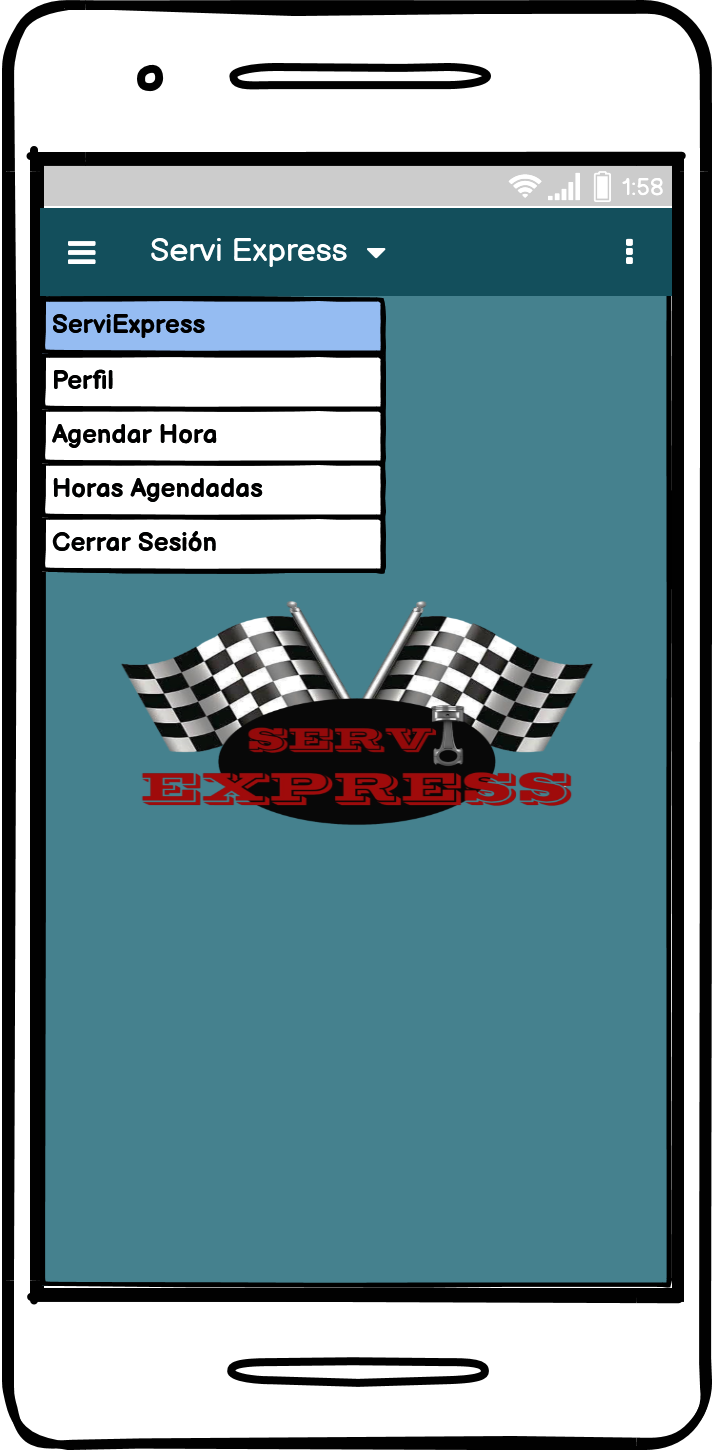 1:58
Servi Express
ServiExpress
Perfil
Agendar Hora
Horas Agendadas
Cerrar Sesión
SERVI
EXPRESS